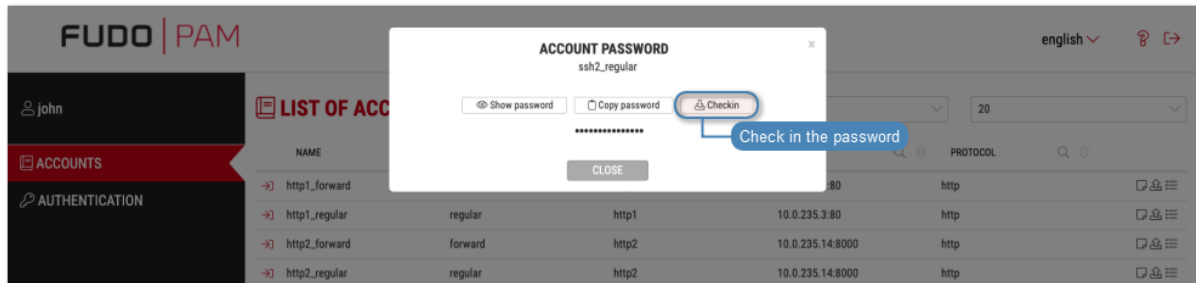 FUDO PAM
english
john
ACCOUNTS
AUTHENTICATION
LIST OF ACC
20
NAME
PROTOCOL
http1_forward :80 http
http1_regular regular http1 10.0.235.3:80 http
http2_forward forward http2 10.0.235.14:8000 http
http2_regular regular http2 10.0.235.14:8000 http
ACCOUNT PASSWORD
ssh2_regular
Show password Copy password Checkin
Check in the password
CLOSE